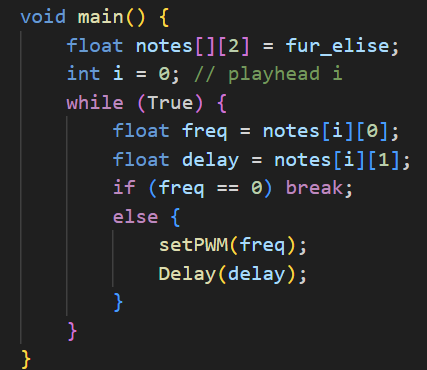 void main() {
    float notes[][2] = fur_elise;
    int i = 0; // playhead i
    while (True) {
        float freq = notes[i][0];
        float delay = notes[i][1];
        if (freq == 0) break;
        else {
            setPWM(freq);
            Delay(delay);
        }
    }
}